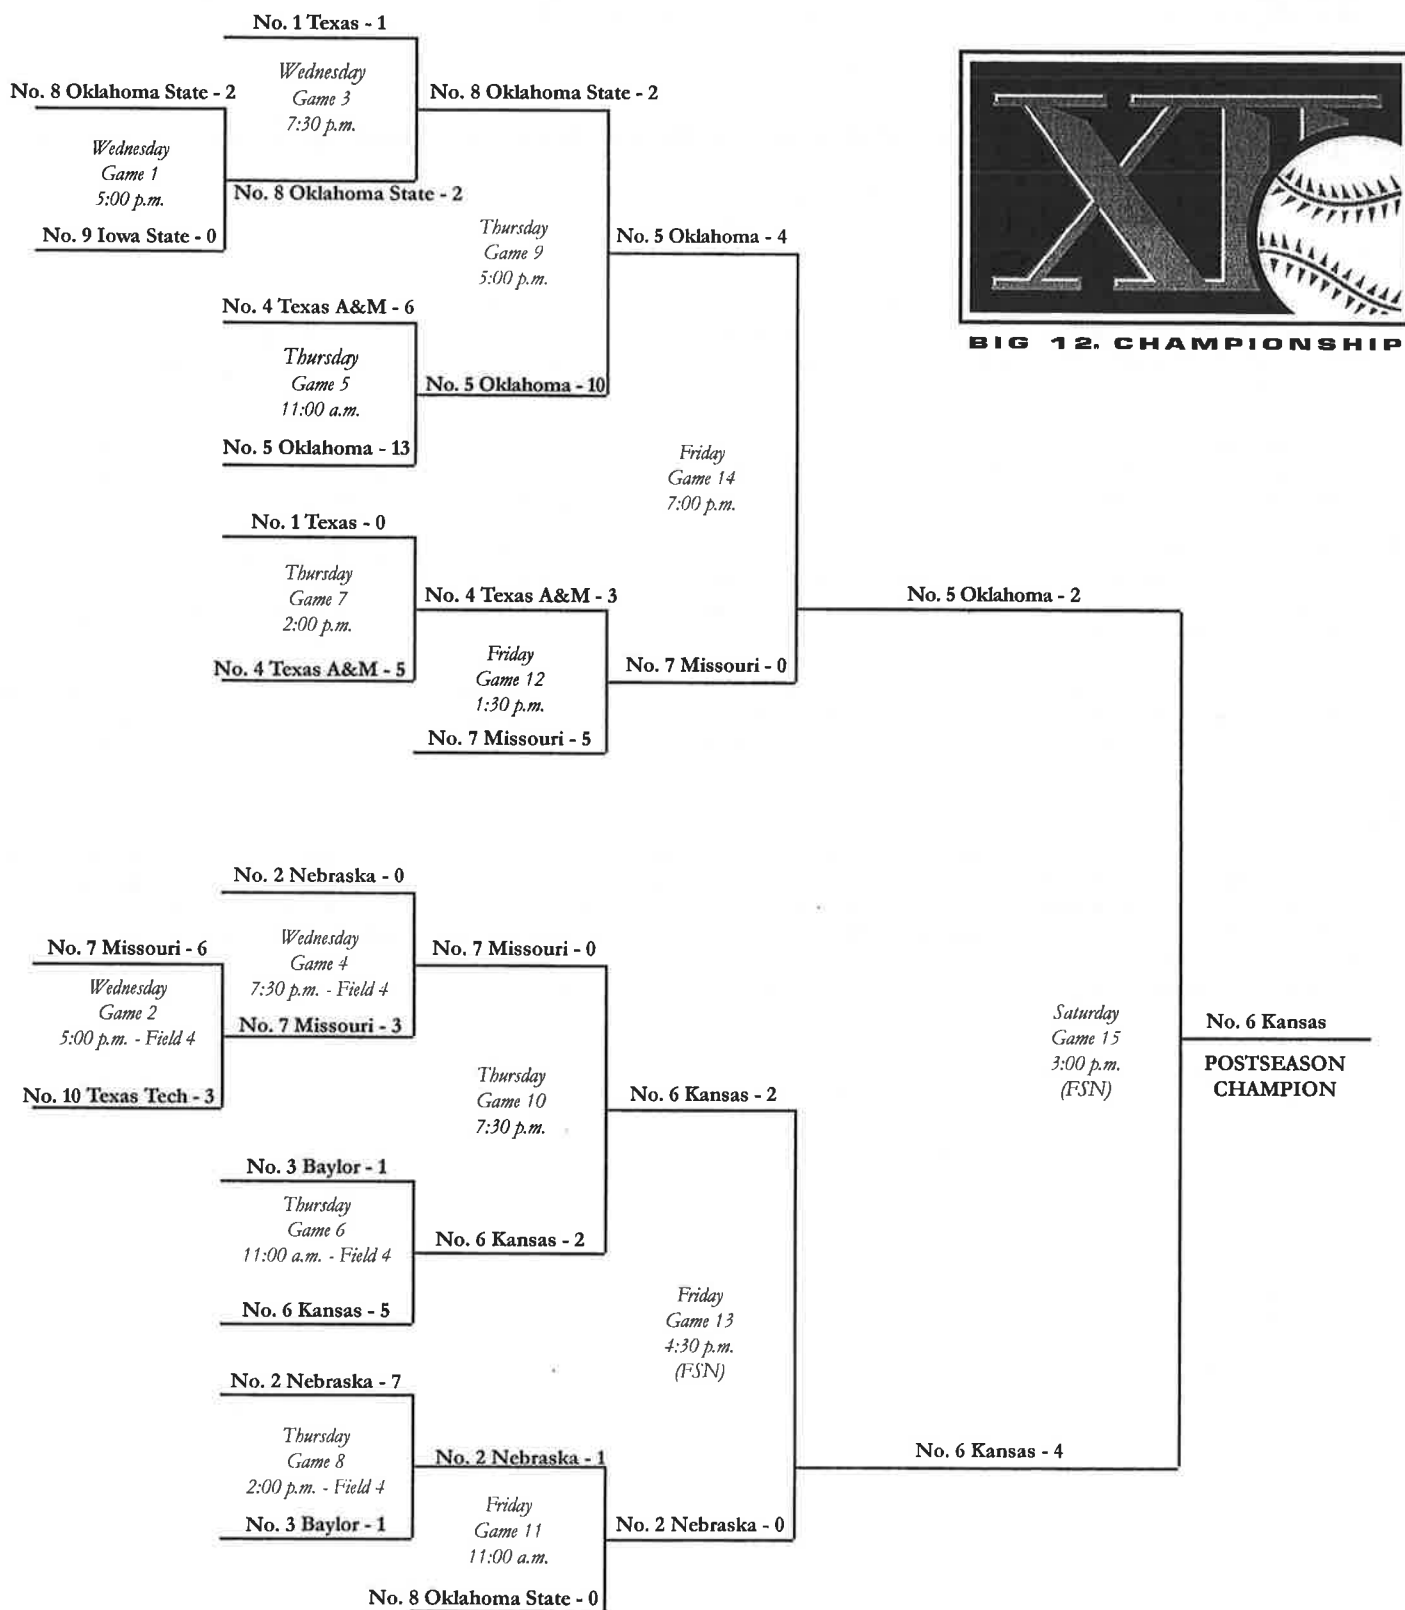 No. 1 Texas - 1
Wednesday
Game 3
7:30 p.m.
No. 8 Oklahoma State - 2
No. 8 Oklahoma State - 2
Wednesday
Game 1
5:00 p.m.
No. 8 Oklahoma State - 2
No. 9 Iowa State - 0
Thursday
Game 9
5:00 p.m.
No. 5 Oklahoma - 4
XII
BIG 12. CHAMPIONSHIP
No. 4 Texas A&M - 6
Thursday
Game 5
11:00 a.m.
No. 5 Oklahoma - 10
No. 5 Oklahoma - 13
Friday
Game 14
7:00 p.m.
No. 1 Texas - 0
Thursday
Game 7
2:00 p.m.
No. 4 Texas A&M - 3
No. 5 Oklahoma - 2
No. 4 Texas A&M - 5
Friday
Game 12
1:30 p.m.
No. 7 Missouri - 0
No. 7 Missouri - 5
No. 2 Nebraska - 0
No. 7 Missouri - 6
Wednesday
Game 4
7:30 p.m. - Field 4
No. 7 Missouri - 0
Wednesday
Game 2
5:00 p.m. - Field 4
No. 7 Missouri - 3
No. 10 Texas Tech - 3
Thursday
Game 10
7:30 p.m.
No. 6 Kansas - 2
Saturday
Game 15
3:00 p.m.
(FSN)
No. 6 Kansas
POSTSEASON
CHAMPION
No. 3 Baylor - 1
Thursday
Game 6
11:00 a.m. - Field 4
No. 6 Kansas - 2
No. 6 Kansas - 5
Friday
Game 13
4:30 p.m.
(FSN)
No. 2 Nebraska - 7
Thursday
Game 8
2:00 p.m. - Field 4
No. 2 Nebraska - 1
No. 6 Kansas - 4
No. 3 Baylor - 1
Friday
Game 11
11:00 a.m.
No. 2 Nebraska - 0
No. 8 Oklahoma State - 0